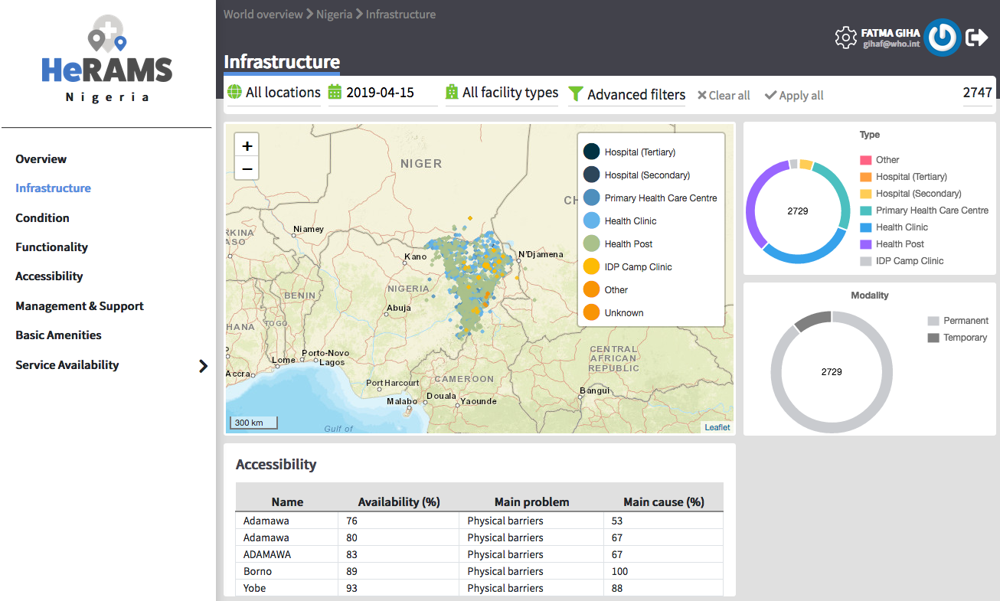 HeRAMS
Nigeria
Overview
Infrastructure
Condition
Functionality
Accessibility
Management & Support
Basic Amenities
Service Availability
World overview Nigeria Infrastructure
FATMA GIHA
gihaf@who.int
Infrastructure
All locations 2019-04-15 All facility types Advanced filters Clear all Apply all 2747
+
−
NIGER
CH
Niamey
RKINA
ASO
Kano
N'Djamena
NIGERIA
BENIN
Abuja
HANA
TOGO
Porto-Novo
Lome
Lagos
Accra
CENTRAL
AFRICAN
REPUBLIC
Port Harcourt
CAMEROON
Bangui
Malabo
Douala
Yaounde
300 km
Gulf of
Leaflet
Hospital (Tertiary)
Hospital (Secondary)
Primary Health Care Centre
Health Clinic
Health Post
IDP Camp Clinic
Other
Unknown
Type
2729
Other
Hospital (Tertiary)
Hospital (Secondary)
Primary Health Care Centre
Health Clinic
Health Post
IDP Camp Clinic
Modality
2729
Permanent
Temporary
Accessibility
Name Availability (%) Main problem Main cause (%)
Adamawa 76 Physical barriers 53
Adamawa 80 Physical barriers 67
ADAMAWA 83 Physical barriers 67
Borno 89 Physical barriers 100
Yobe 93 Physical barriers 88